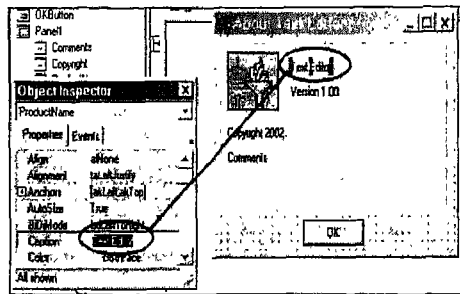 OKButton
Panel1
Comments
Copyright
Object Inspector
ProductName
Properties Events
Align alNone
Alignment taLeftJustify
Anchors [akLeft,akTop]
AutoSize True
BiDiMode bdLeftToRight
Caption
Color
All shown
Version 1.00
Copyright 2002.
Comments
OK